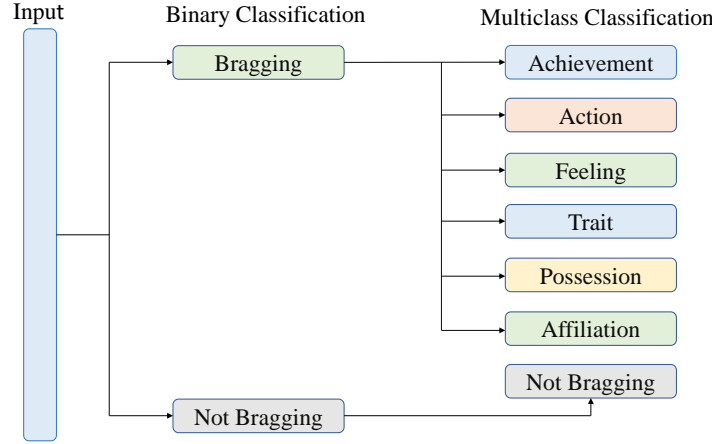 Input
Binary Classification
Multiclass Classification
Bragging
Achievement
Action
Feeling
Trait
Possession
Affiliation
Not Bragging
Not Bragging